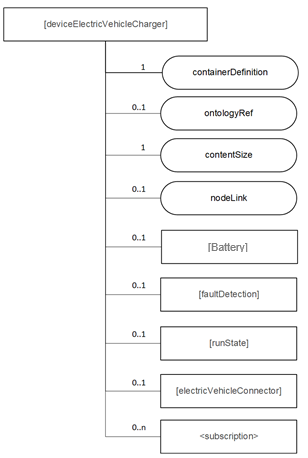 [deviceElectricVehicleCharger]
1
containerDefinition
0..1
ontologyRef
1
contentSize
0..1
nodeLink
0..1
[Battery]
0..1
[faultDetection]
0..1
[runState]
0..1
[electricVehicleConnector]
0..n
<subscription>